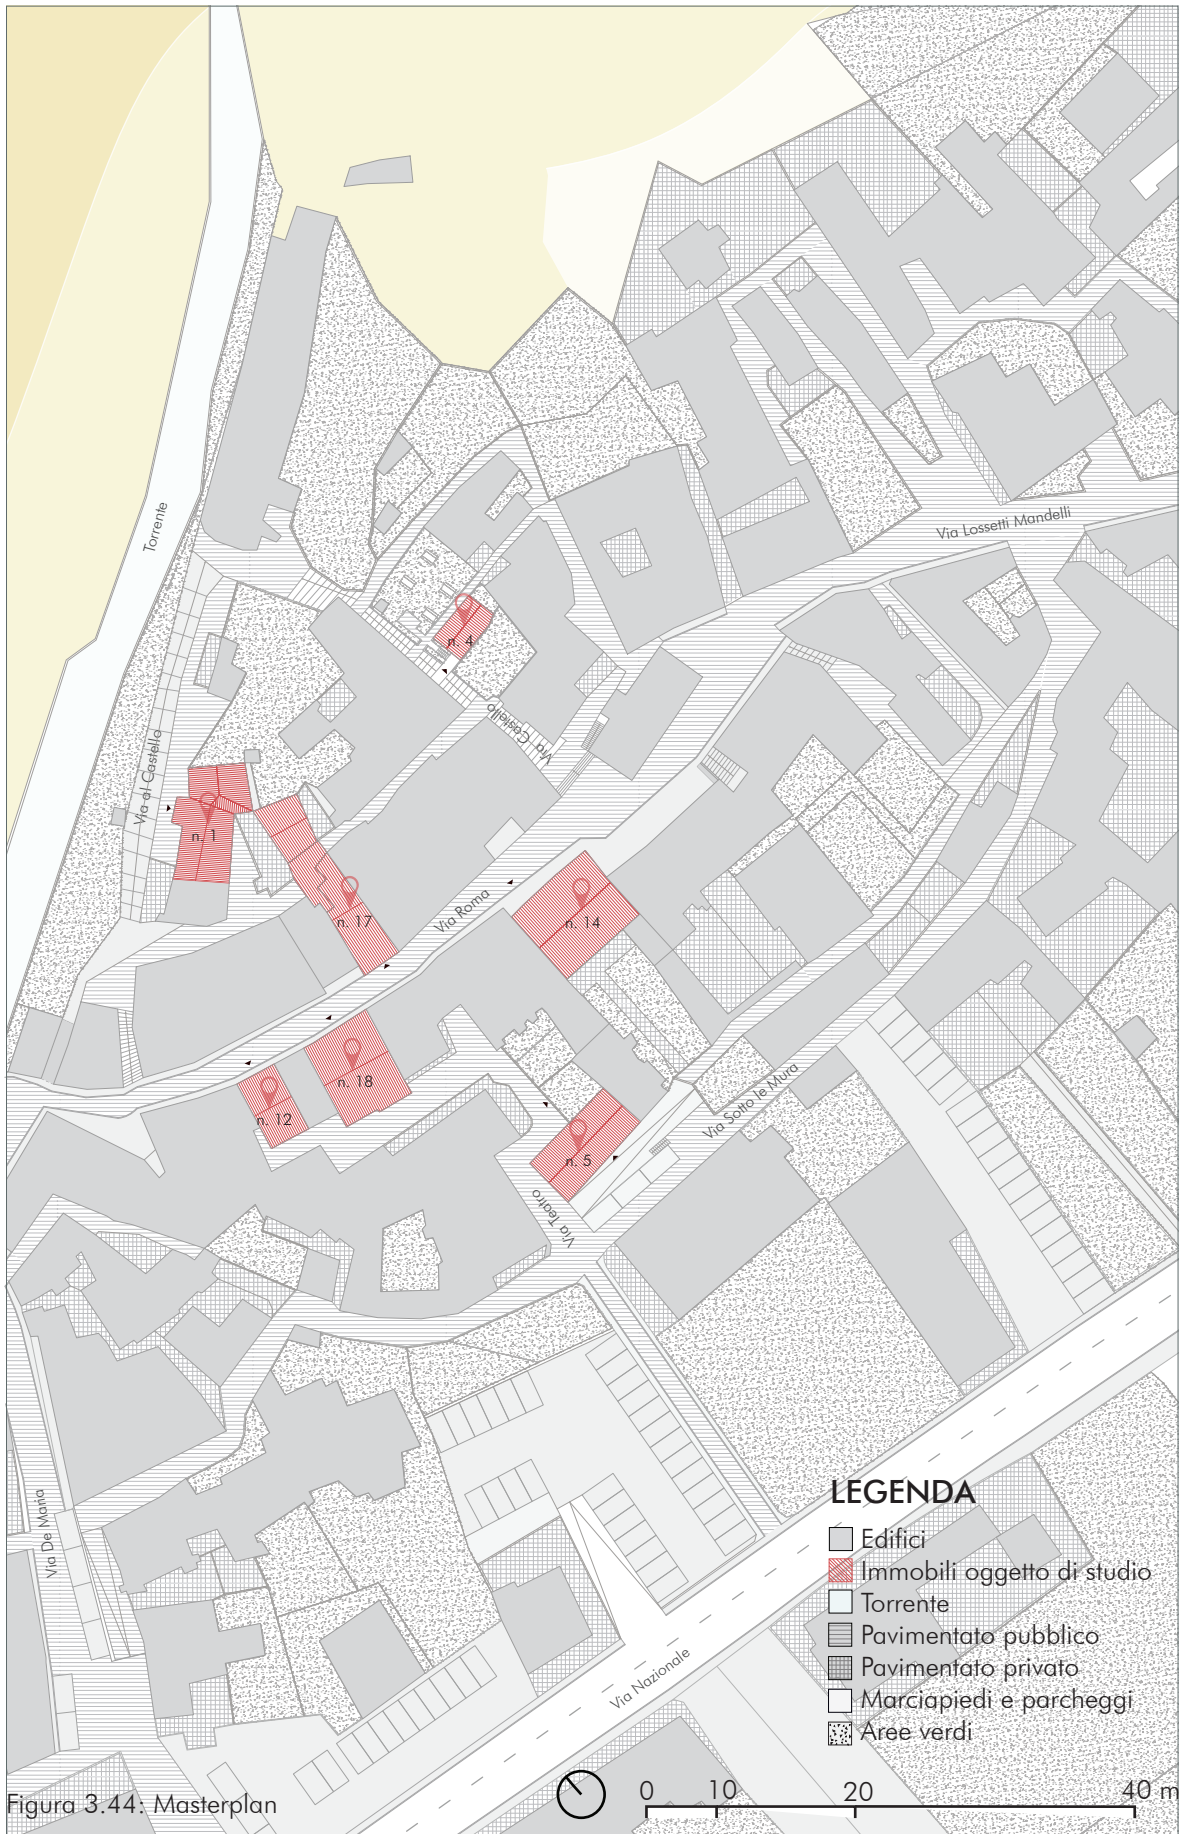 Via Lossetti Mandelli
Torrente
n. 4
Via Castello
Via al Castello
n. 1
n. 17
Via Roma
n. 14
n. 18
n. 12
Via Sotto le Mura
n. 5
Via Teatro
LEGENDA
Edifici
Immobili oggetto di studio
Torrente
Pavimentato pubblico
Pavimentato privato
Marciapiedi e parcheggi
Aree verdi
Via De Maria
Via Nazionale
0 10 20 40 m
Figura 3.44: Masterplan